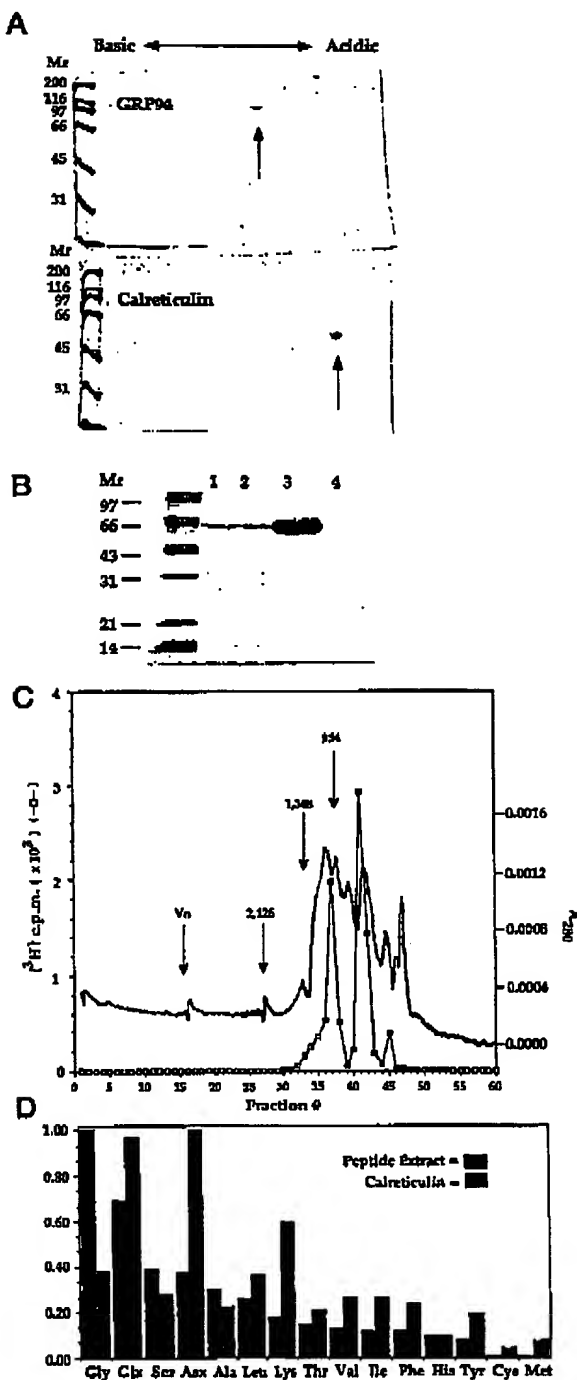 A
Basic Acidic
Mr
200
116
97
66
45
31
GRP94
Mr
200
116
97
66
45
31
Calreticulin
B
Mr 1 2 3 4
97
66
43
31
21
14
C
4
3
2
1
0
[³H] c.p.m. (×10³) (-□-)
Vo
2,126
0.0016
0.0012
0.0008
0.0004
0.0000
A280
0 5 10 15 20 25 30 35 40 45 50 55 60
Fraction #
D
1.00
0.80
0.60
0.40
0.20
0.00
Peptide Extract =
Calreticulin =
Gly Glx Ser Asx Ala Leu Lys Thr Val Ile Phe His Tyr Cys Met